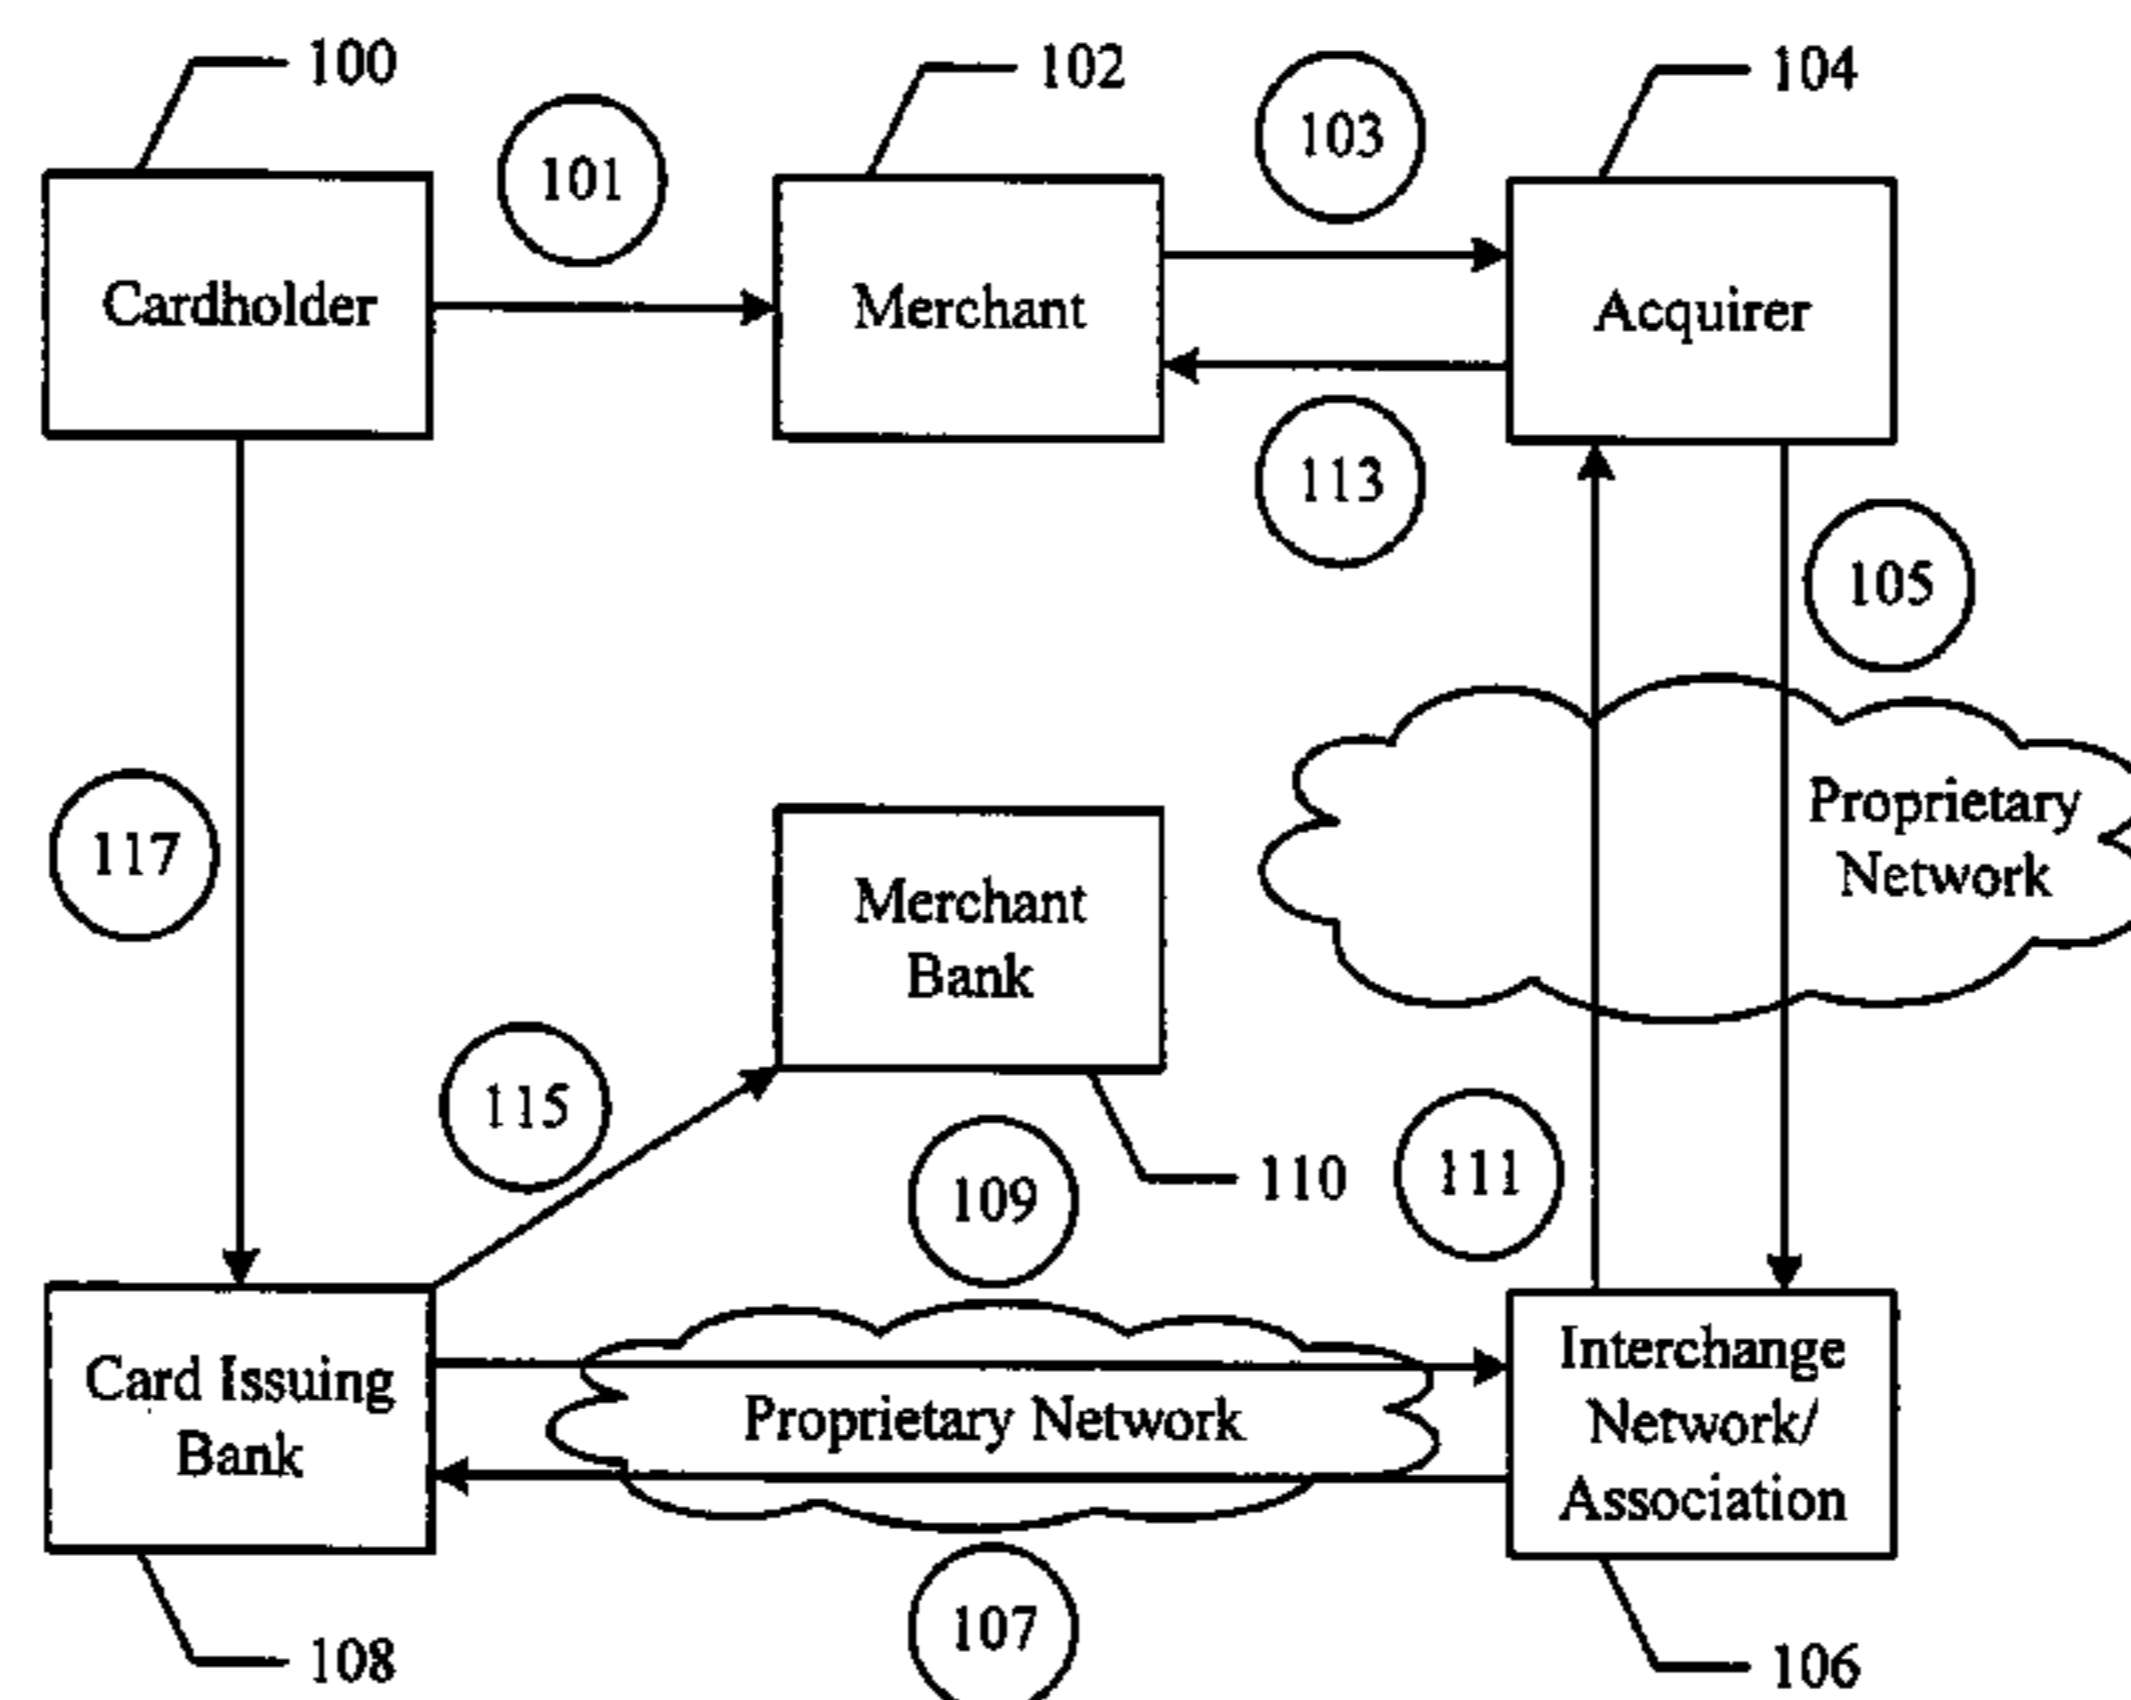 100
102
103
104
101
Cardholder
Merchant
Acquirer
113
105
117
Merchant
Bank
Proprietary
Network
115
109
110
111
Card Issuing
Bank
Proprietary Network
Interchange
Network/
Association
107
108
106